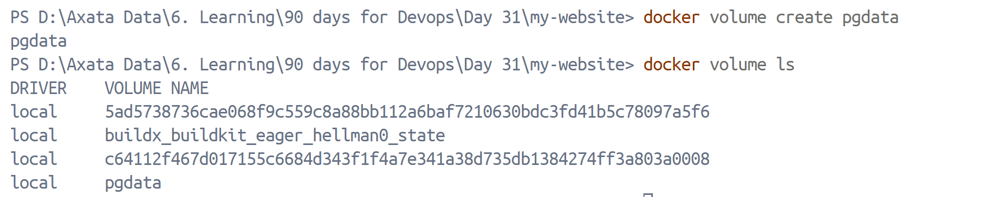 PS D:\Axata Data\6. Learning\90 days for Devops\Day 31\my-website> docker volume create pgdata
pgdata
PS D:\Axata Data\6. Learning\90 days for Devops\Day 31\my-website> docker volume ls
DRIVER    VOLUME NAME
local     5ad5738736cae068f9c559c8a88bb112a6baf7210630bdc3fd41b5c78097a5f6
local     buildx_buildkit_eager_hellman0_state
local     c64112f467d017155c6684d343f1f4a7e341a38d735db1384274ff3a803a0008
local     pgdata